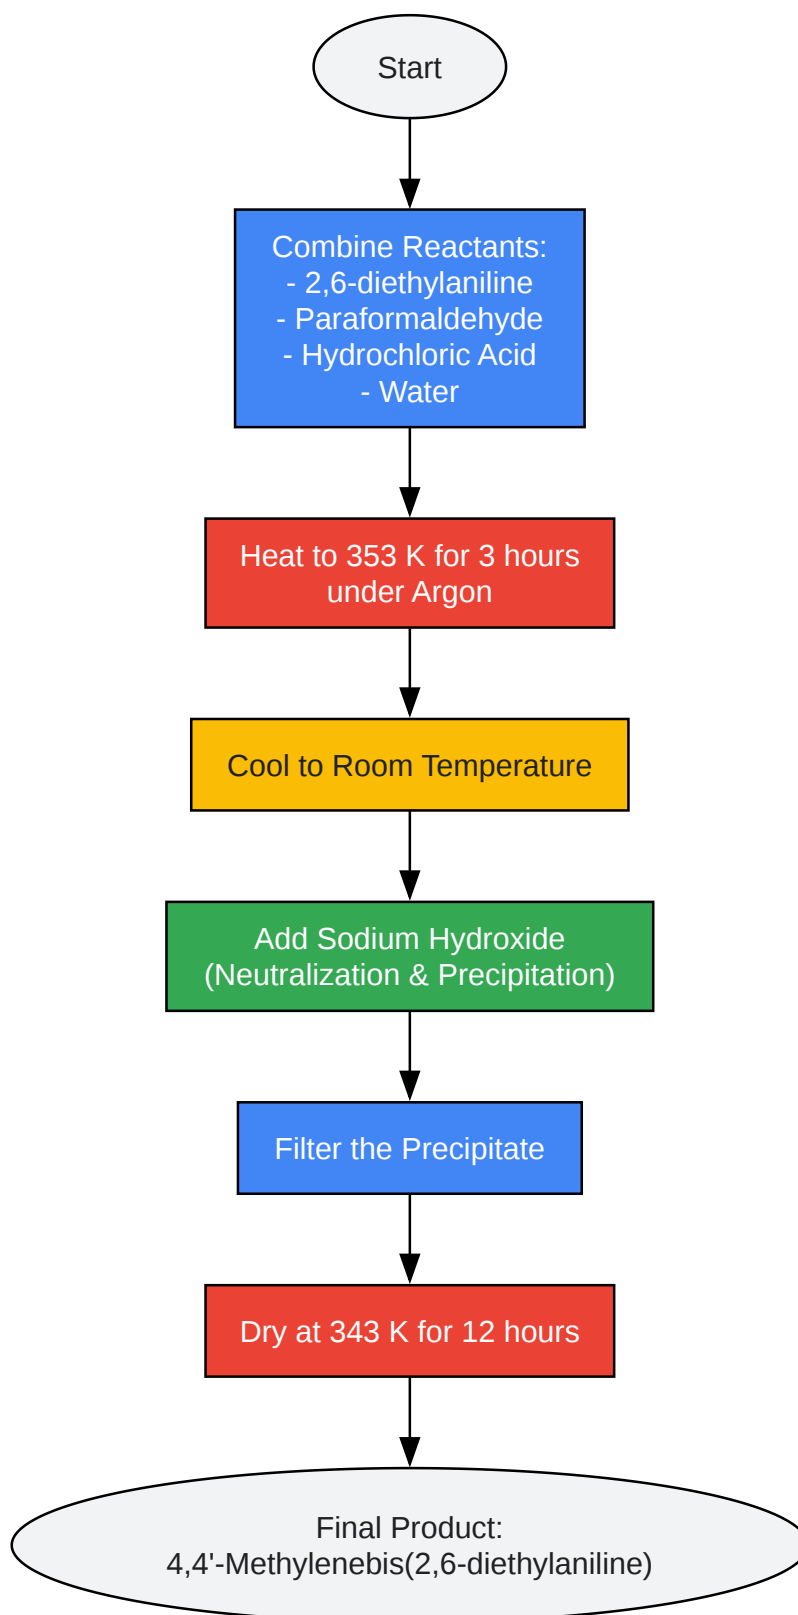 Start
Combine Reactants:
- 2,6-diethylaniline
- Paraformaldehyde
- Hydrochloric Acid
- Water
Heat to 353 K for 3 hours
under Argon
Cool to Room Temperature
Add Sodium Hydroxide
(Neutralization & Precipitation)
Filter the Precipitate
Dry at 343 K for 12 hours
Final Product:
4,4'-Methylenebis(2,6-diethylaniline)